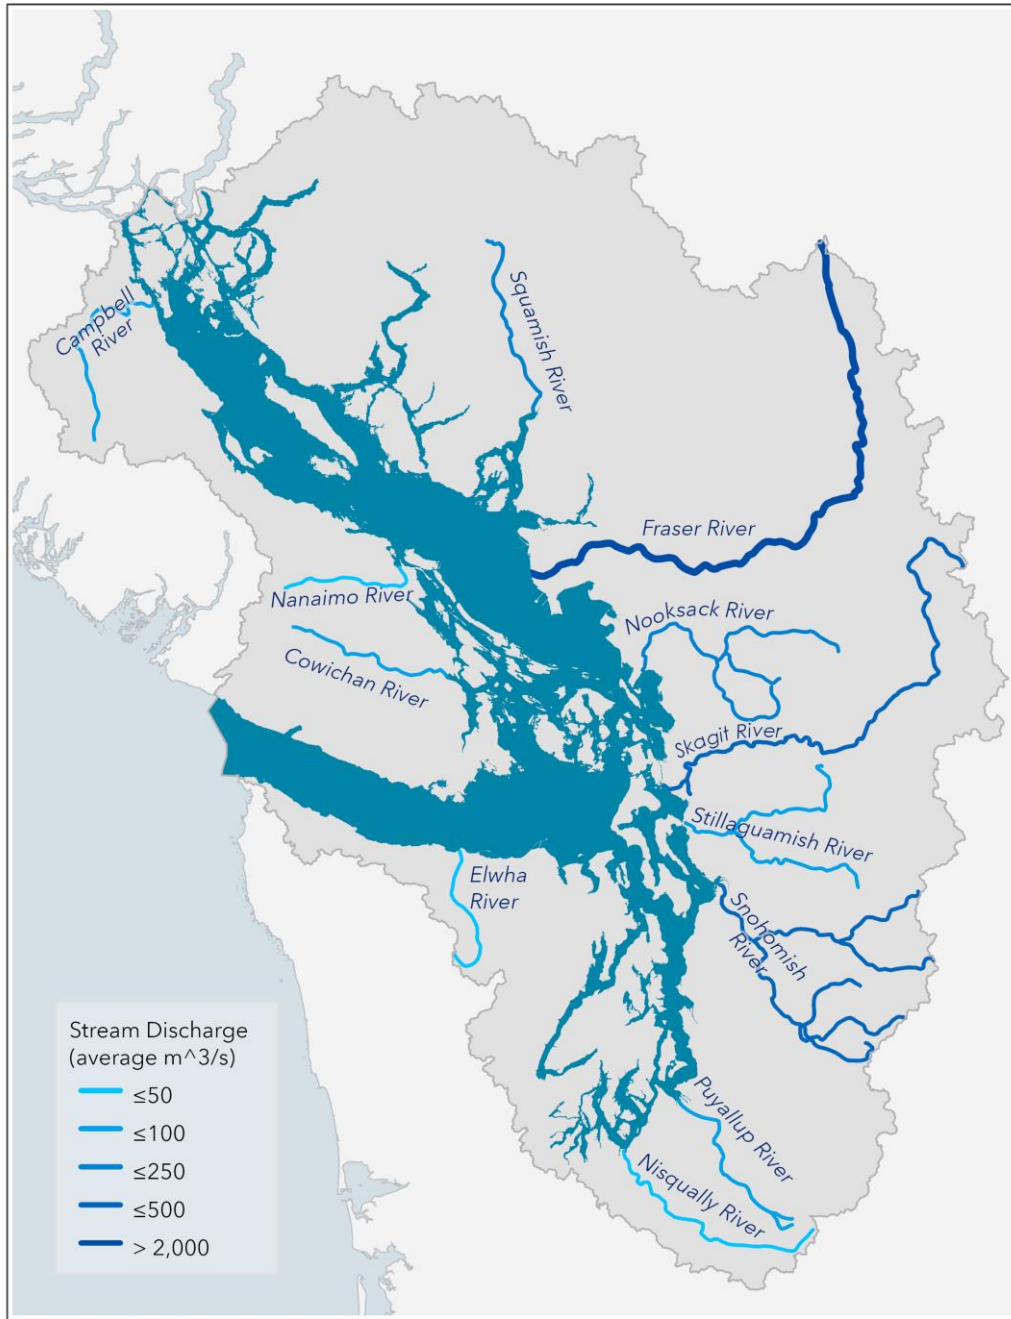 Campbell
River
Squamish River
Fraser River
Nanaimo River
Nooksack River
Cowichan River
Skagit River
Stillaguamish River
Elwha
River
Snohomish
River
Puyallup River
Nisqually River
Stream Discharge
(average m^3/s)
≤50
≤100
≤250
≤500
> 2,000